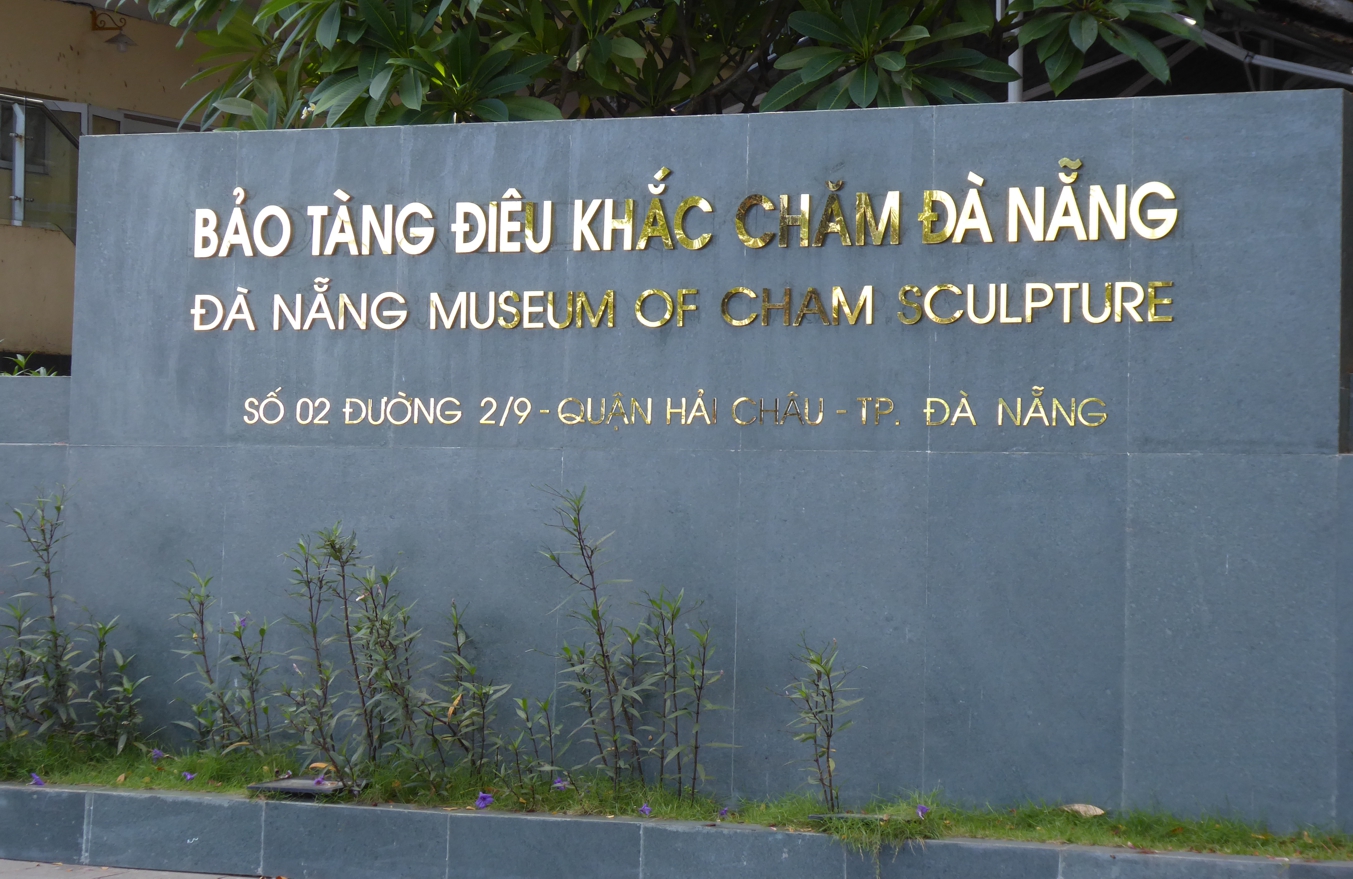 BẢO TÀNG ĐIÊU KHẮC CHĂM ĐÀ NẴNG
ĐÀ NẴNG MUSEUM OF CHAM SCULPTURE
SỐ 02 ĐƯỜNG 2/9 - QUẬN HẢI CHÂU - TP. ĐÀ NẴNG